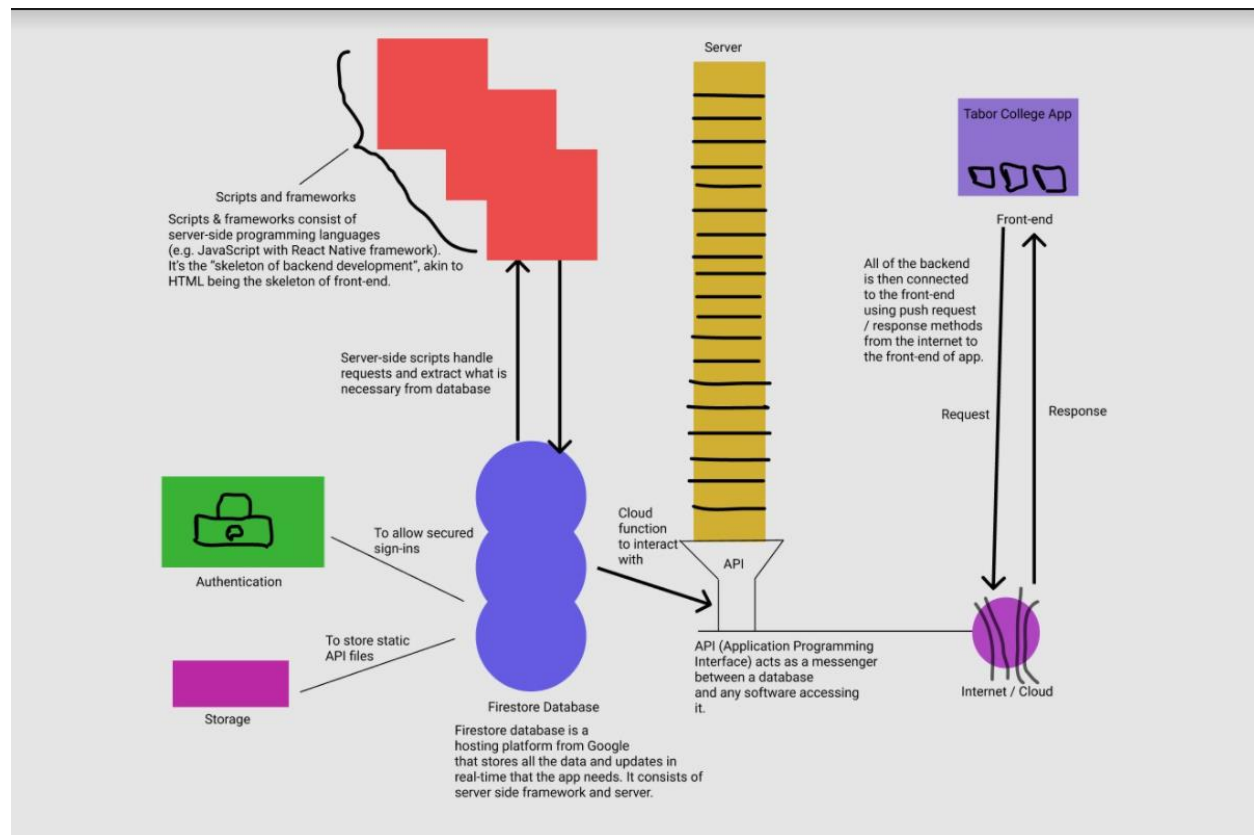 Server
Tabor College App
Scripts and frameworks
Scripts & frameworks consist of
server-side programming languages
(e.g. JavaScript with React Native framework).
It's the "skeleton of backend development", akin to
HTML being the skeleton of front-end.
Front-end
All of the backend
is then connected
to the front-end
using push request
/ response methods
from the internet to
the front-end of app.
Server-side scripts handle
requests and extract what is
necessary from database
Request
Response
To allow secured
sign-ins
Authentication
Cloud
function
to interact
with
API
To store static
API files
Storage
API (Application Programming
Interface) acts as a messenger
between a database
and any software accessing
it.
Internet / Cloud
Firestore Database
Firestore database is a
hosting platform from Google
that stores all the data and updates in
real-time that the app needs. It consists of
server side framework and server.